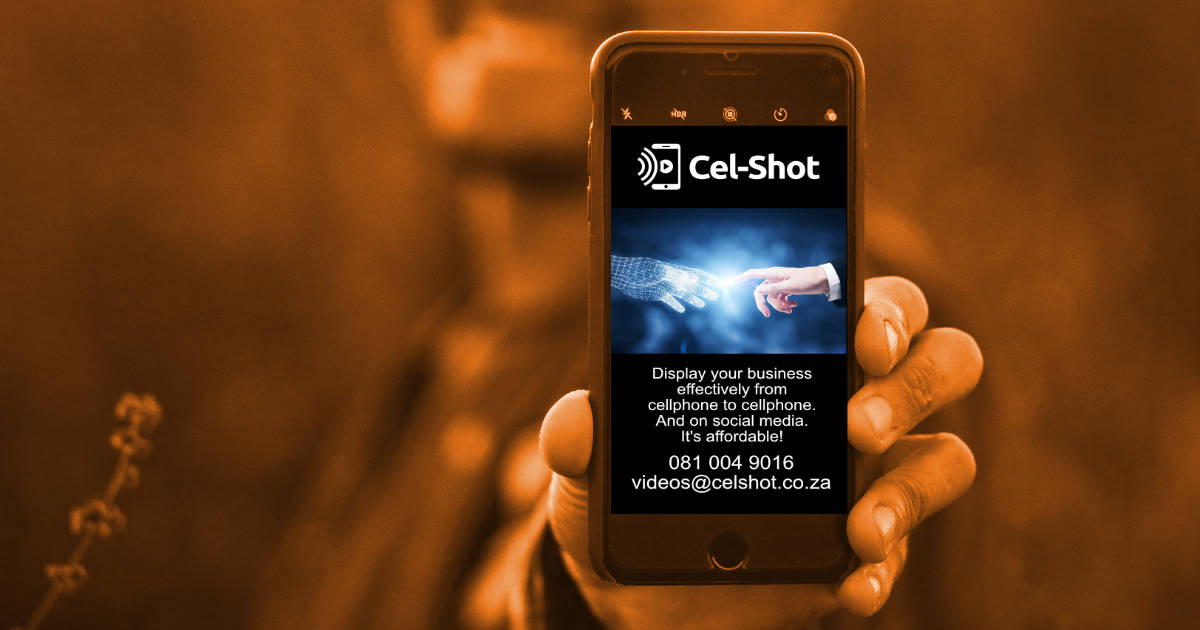 HDR
Cel-Shot
Display your business
effectively from
cellphone to cellphone.
And on social media.
It's affordable!
081 004 9016
videos@celshot.co.za